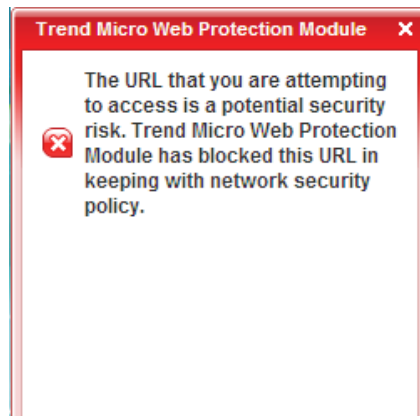 Trend Micro Web Protection Module
The URL that you are attempting
to access is a potential security
risk. Trend Micro Web Protection
Module has blocked this URL in
keeping with network security
policy.